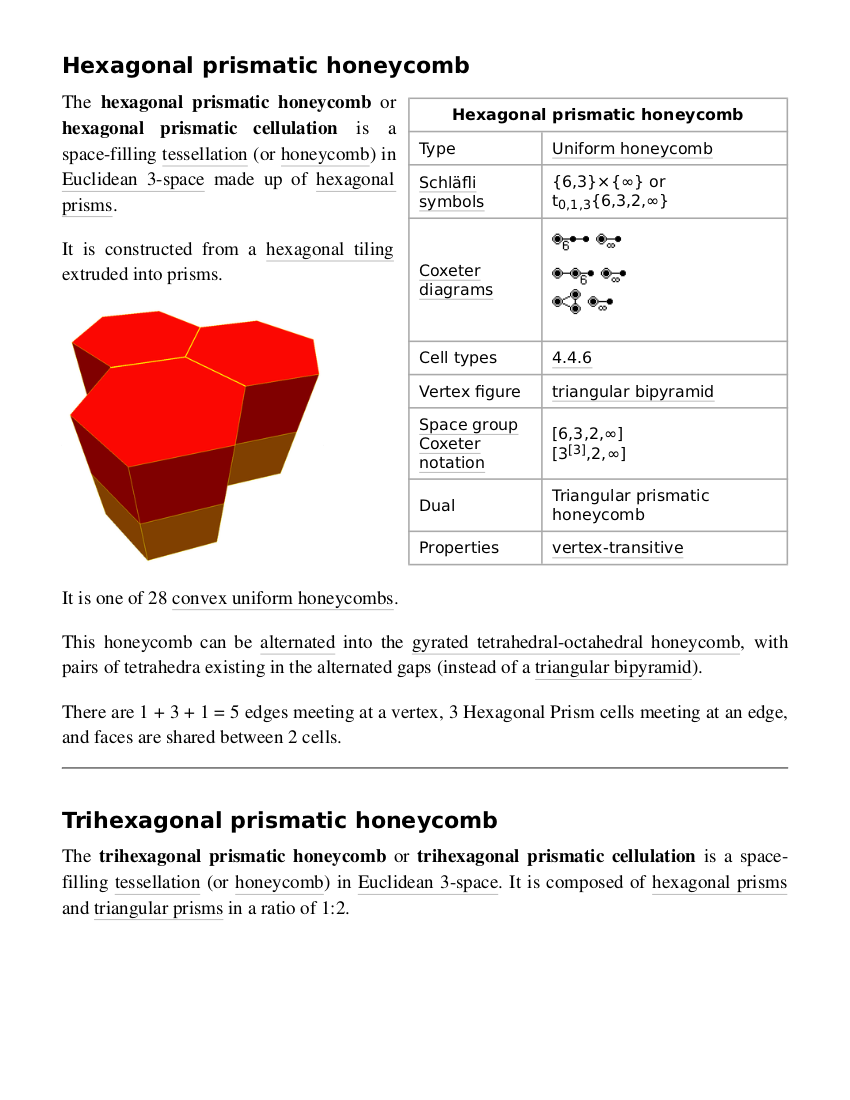 Hexagonal prismatic honeycomb
The hexagonal prismatic honeycomb or
hexagonal prismatic cellulation is a
space-filling tessellation (or honeycomb) in
Euclidean 3-space made up of hexagonal
prisms.
It is constructed from a hexagonal tiling
extruded into prisms.
Hexagonal prismatic honeycomb
Type Uniform honeycomb
Schläfli
symbols
{6,3}×{∞} or
t0,1,3{6,3,2,∞}
Coxeter
diagrams
6 ∞
6 ∞
∞
Cell types 4.4.6
Vertex figure triangular bipyramid
Space group
Coxeter
notation
[6,3,2,∞]
[3[3],2,∞]
Dual
Triangular prismatic
honeycomb
Properties vertex-transitive
It is one of 28 convex uniform honeycombs.
This honeycomb can be alternated into the gyrated tetrahedral-octahedral honeycomb, with
pairs of tetrahedra existing in the alternated gaps (instead of a triangular bipyramid).
There are 1 + 3 + 1 = 5 edges meeting at a vertex, 3 Hexagonal Prism cells meeting at an edge,
and faces are shared between 2 cells.
Trihexagonal prismatic honeycomb
The trihexagonal prismatic honeycomb or trihexagonal prismatic cellulation is a space-
filling tessellation (or honeycomb) in Euclidean 3-space. It is composed of hexagonal prisms
and triangular prisms in a ratio of 1:2.